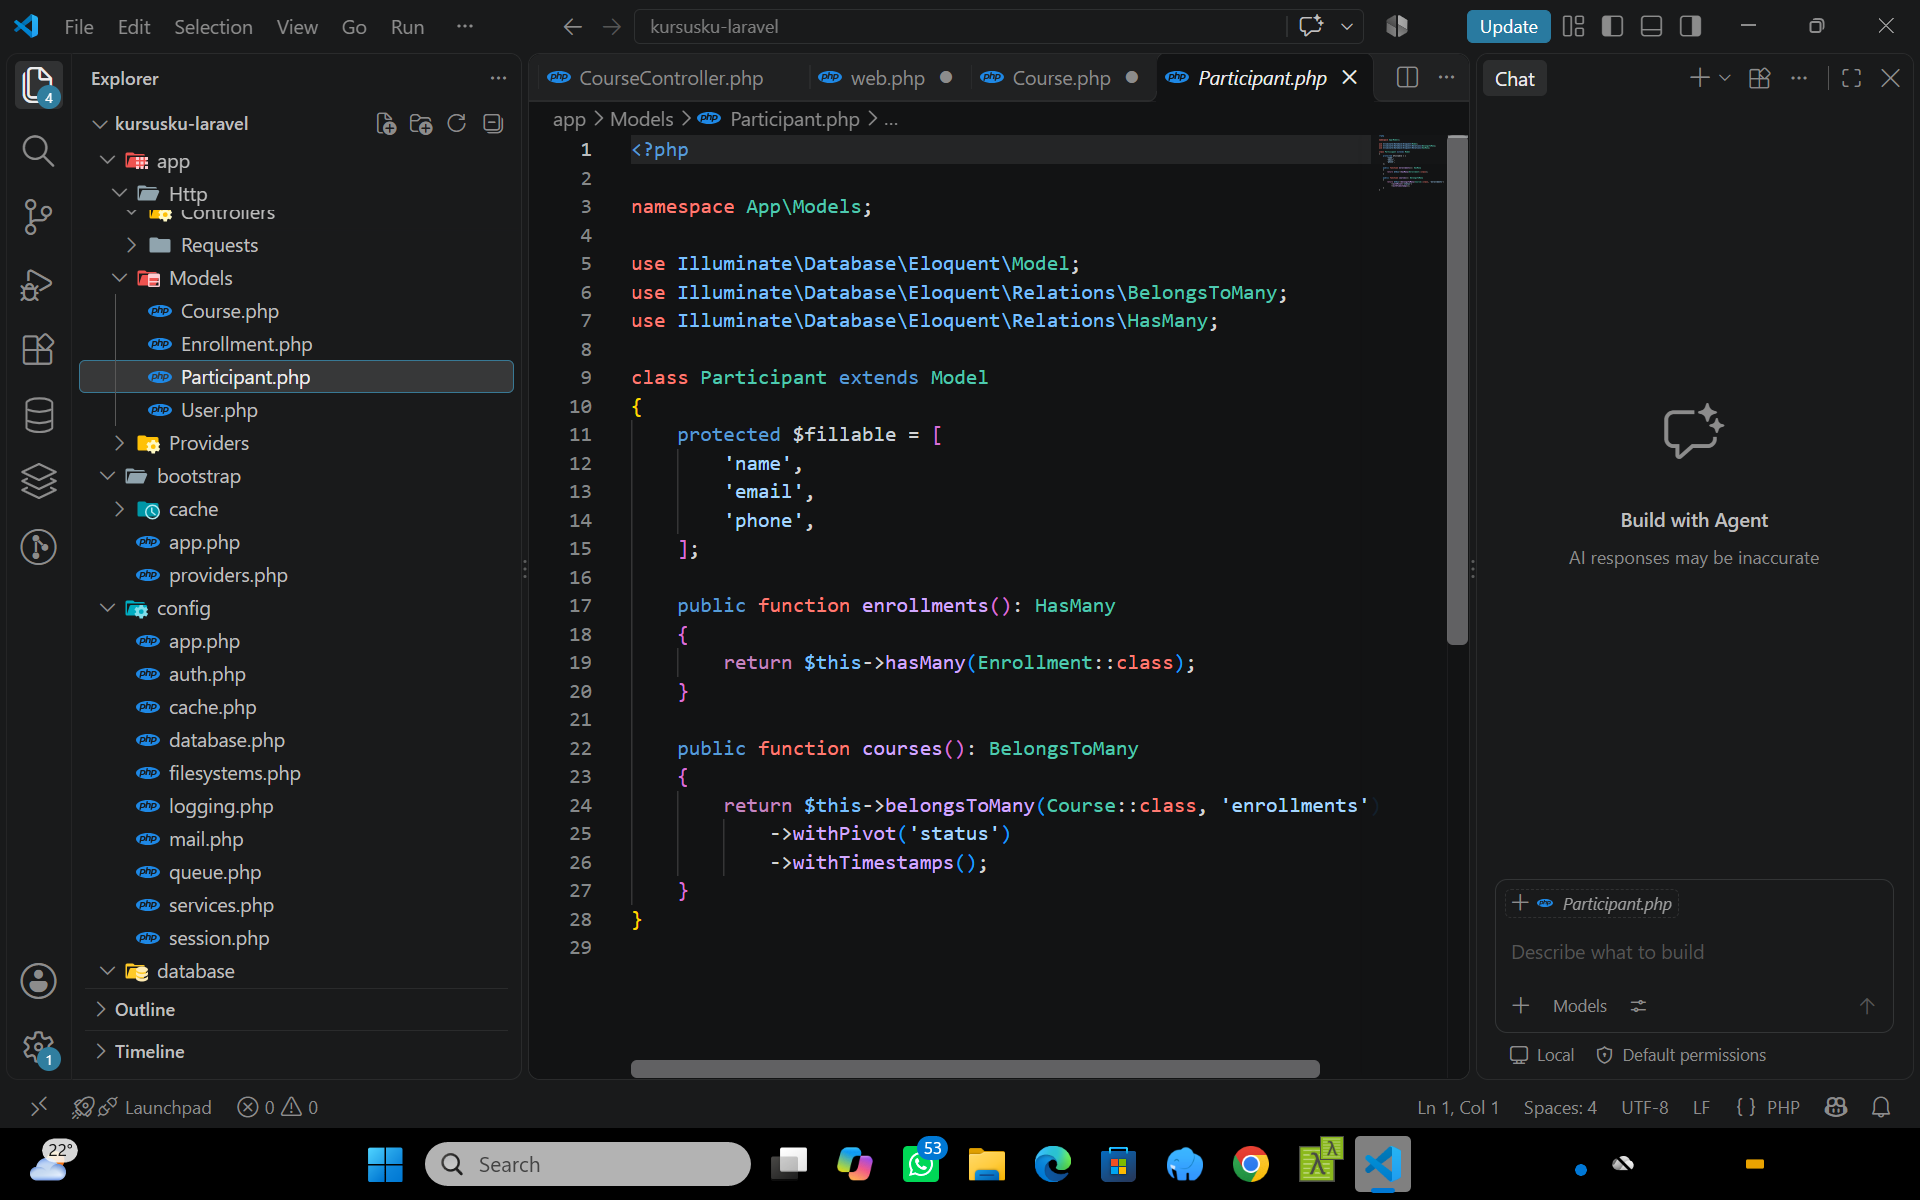 File Edit Selection View Go Run ···
kursusku-laravel
Update
Explorer
4
kursusku-laravel
app
Http
Controllers
Requests
Models
Course.php
Enrollment.php
Participant.php
User.php
Providers
bootstrap
cache
app.php
providers.php
config
app.php
auth.php
cache.php
database.php
filesystems.php
logging.php
mail.php
queue.php
services.php
session.php
database
Outline
Timeline
1
CourseController.php web.php Course.php Participant.php
app > Models > Participant.php > ...
1 <?php
2
3 namespace App\Models;
4
5 use Illuminate\Database\Eloquent\Model;
6 use Illuminate\Database\Eloquent\Relations\BelongsToMany;
7 use Illuminate\Database\Eloquent\Relations\HasMany;
8
9 class Participant extends Model
10 {
11     protected $fillable = [
12         'name',
13         'email',
14         'phone',
15     ];
16
17     public function enrollments(): HasMany
18     {
19         return $this->hasMany(Enrollment::class);
20     }
21
22     public function courses(): BelongsToMany
23     {
24         return $this->belongsToMany(Course::class, 'enrollments')
25             ->withPivot('status')
26             ->withTimestamps();
27     }
28 }
29
Chat
Build with Agent
AI responses may be inaccurate
Participant.php
Describe what to build
Models
Local Default permissions
Launchpad 0 0
Ln 1, Col 1 Spaces: 4 UTF-8 LF { } PHP
22°
Search
53